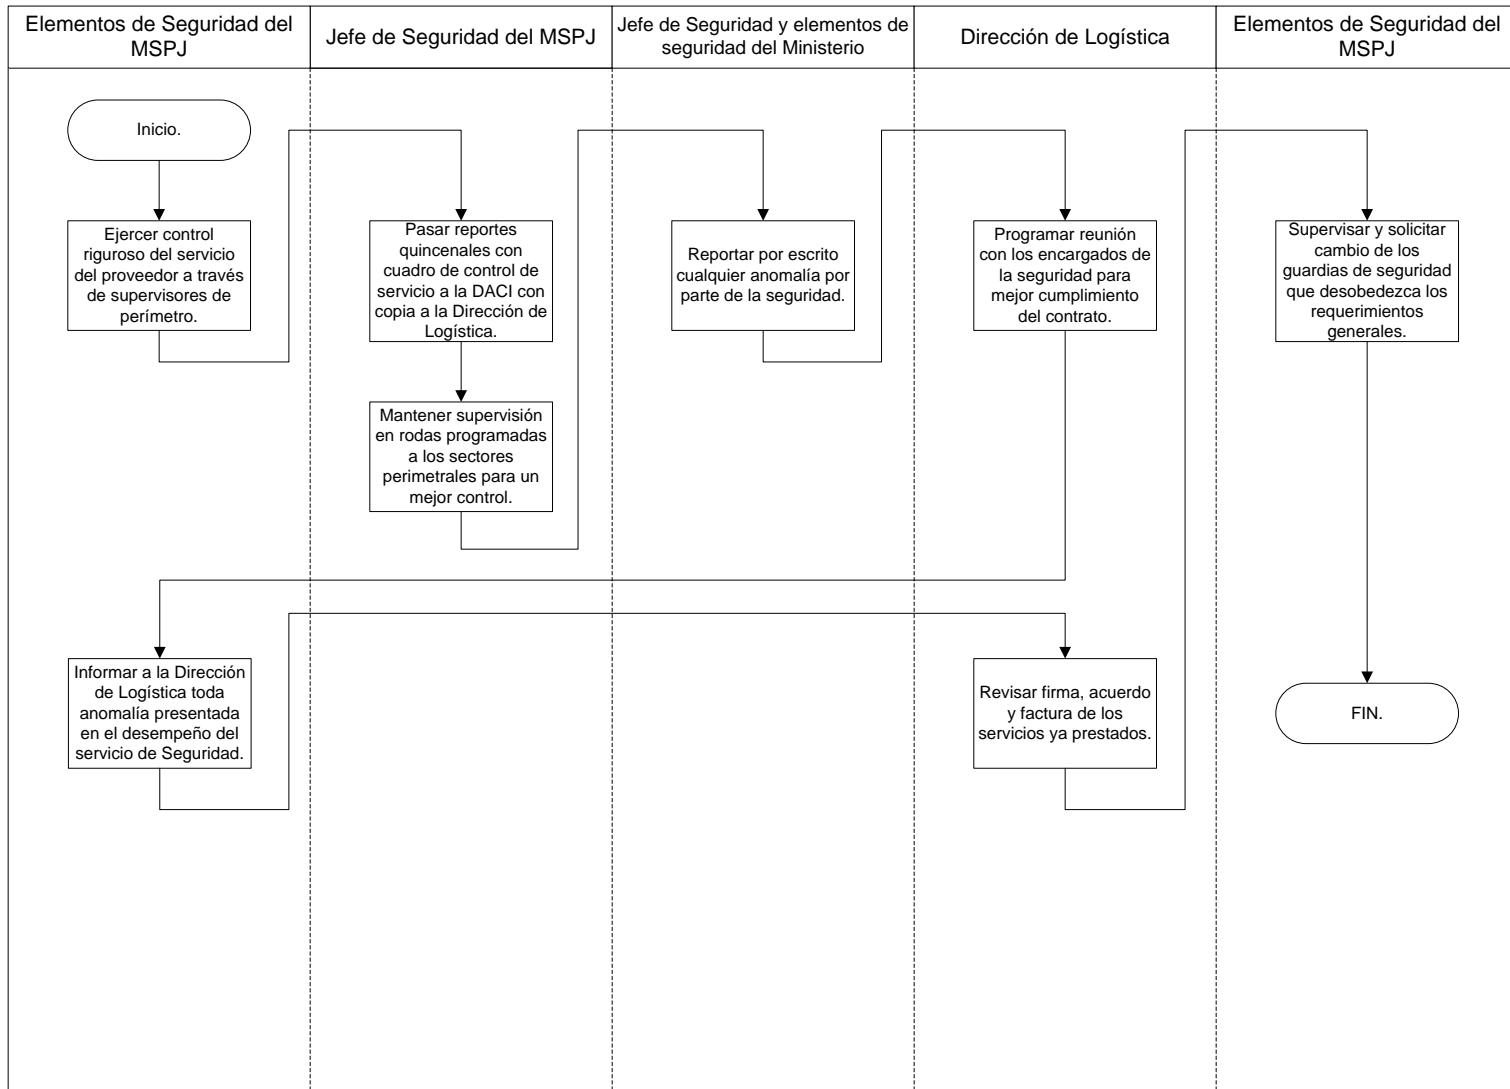 Elementos de Seguridad del
MSPJ
Jefe de Seguridad del MSPJ
Jefe de Seguridad y elementos de
seguridad del Ministerio
Dirección de Logística
Elementos de Seguridad del
MSPJ
Inicio.
Ejercer control
riguroso del servicio
del proveedor a través
de supervisores de
perímetro.
Pasar reportes
quincenales con
cuadro de control de
servicio a la DACI con
copia a la Dirección de
Logística.
Mantener supervisión
en rodas programadas
a los sectores
perimetrales para un
mejor control.
Reportar por escrito
cualquier anomalía por
parte de la seguridad.
Programar reunión
con los encargados de
la seguridad para
mejor cumplimiento
del contrato.
Supervisar y solicitar
cambio de los
guardias de seguridad
que desobedezca los
requerimientos
generales.
Informar a la Dirección
de Logística toda
anomalía presentada
en el desempeño del
servicio de Seguridad.
Revisar firma, acuerdo
y factura de los
servicios ya prestados.
FIN.